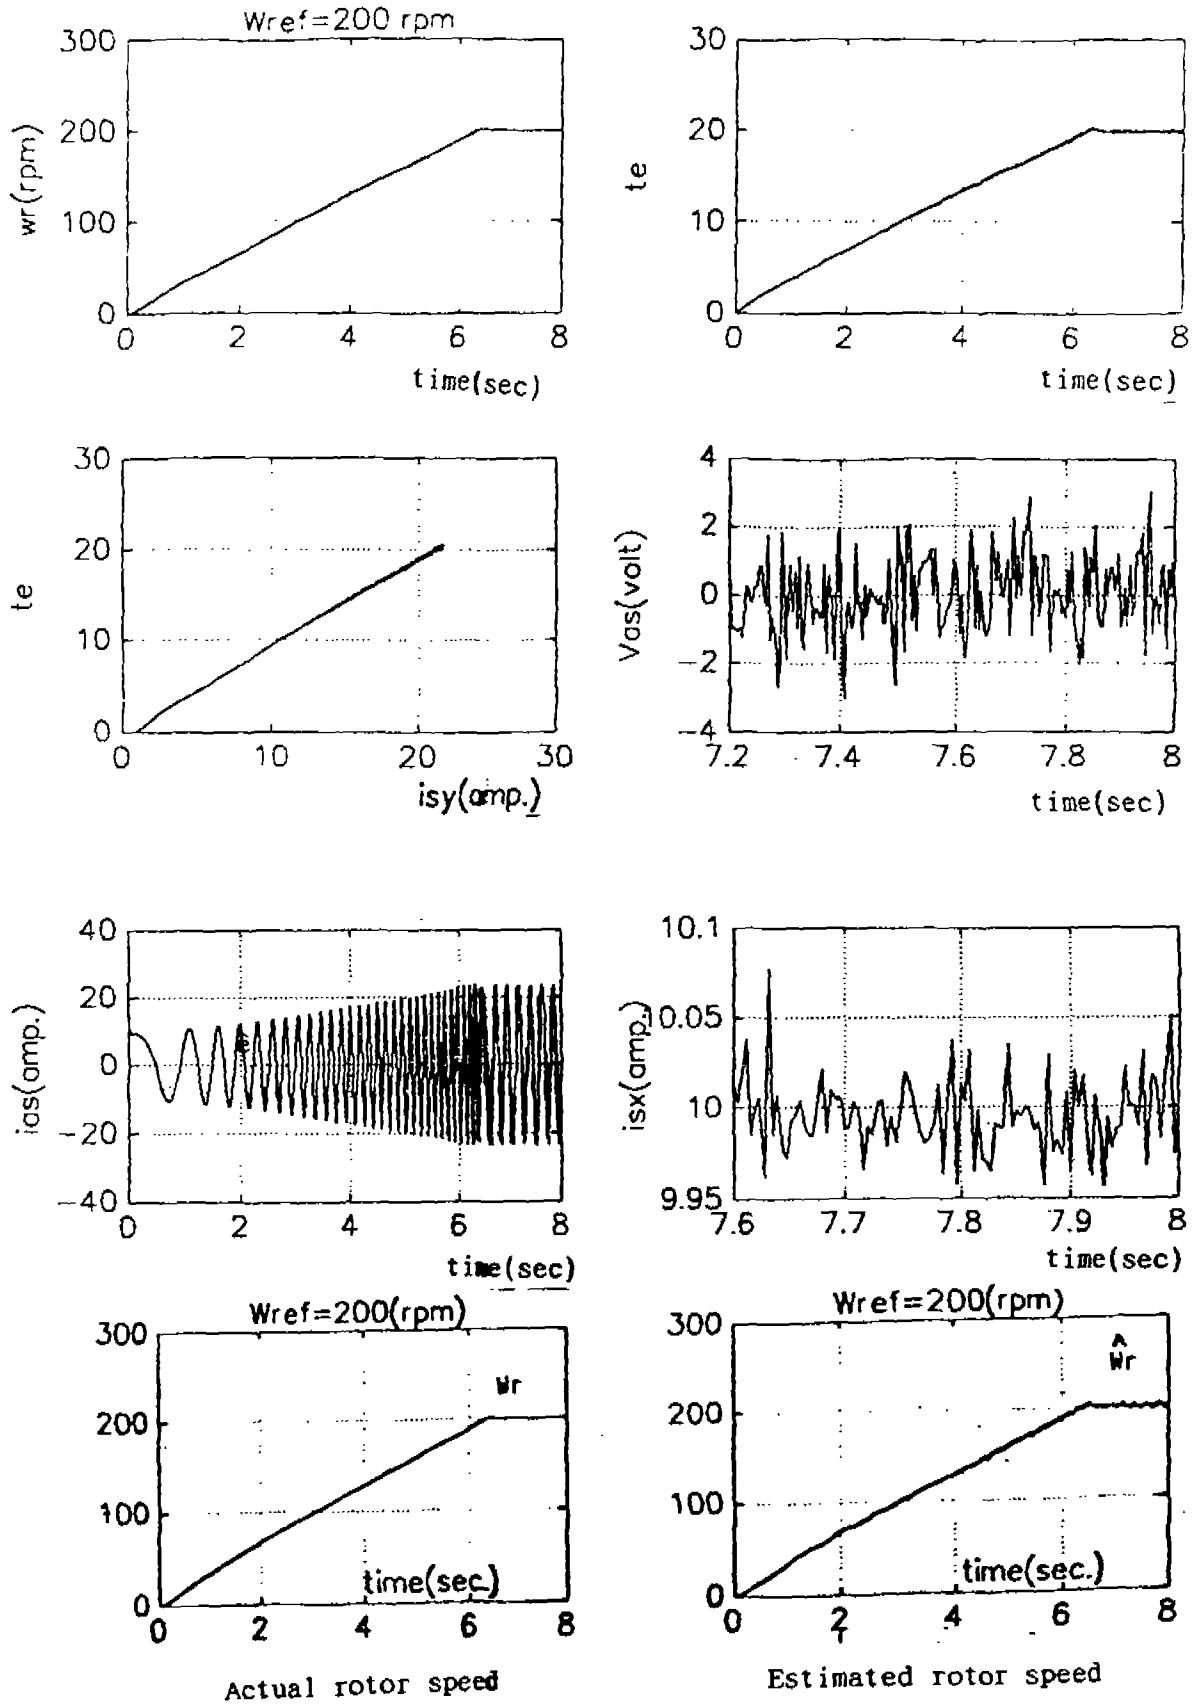 Wref=200 rpm
300
200
100
0
wr(rpm)
0 2 4 6 8
time(sec)
30
20
10
0
te
0 2 4 6 8
time(sec)
30
20
10
0
te
0 10 20 30
isy(amp.)
4
2
0
-2
-4
Vas(volt)
7.2 7.4 7.6 7.8 8
time(sec)
40
20
0
-20
-40
ias(amp.)
0 2 4 6 8
time(sec)
10.1
10.05
10
9.95
isx(amp.)
7.6 7.7 7.8 7.9 8
time(sec)
Wref=200(rpm)
300
200
100
0
Wr
time(sec.)
0 2 4 6 8
Actual rotor speed
Wref=200(rpm)
300
200
100
0
^
Wr
time(sec.)
0 2 4 6 8
Estimated rotor speed